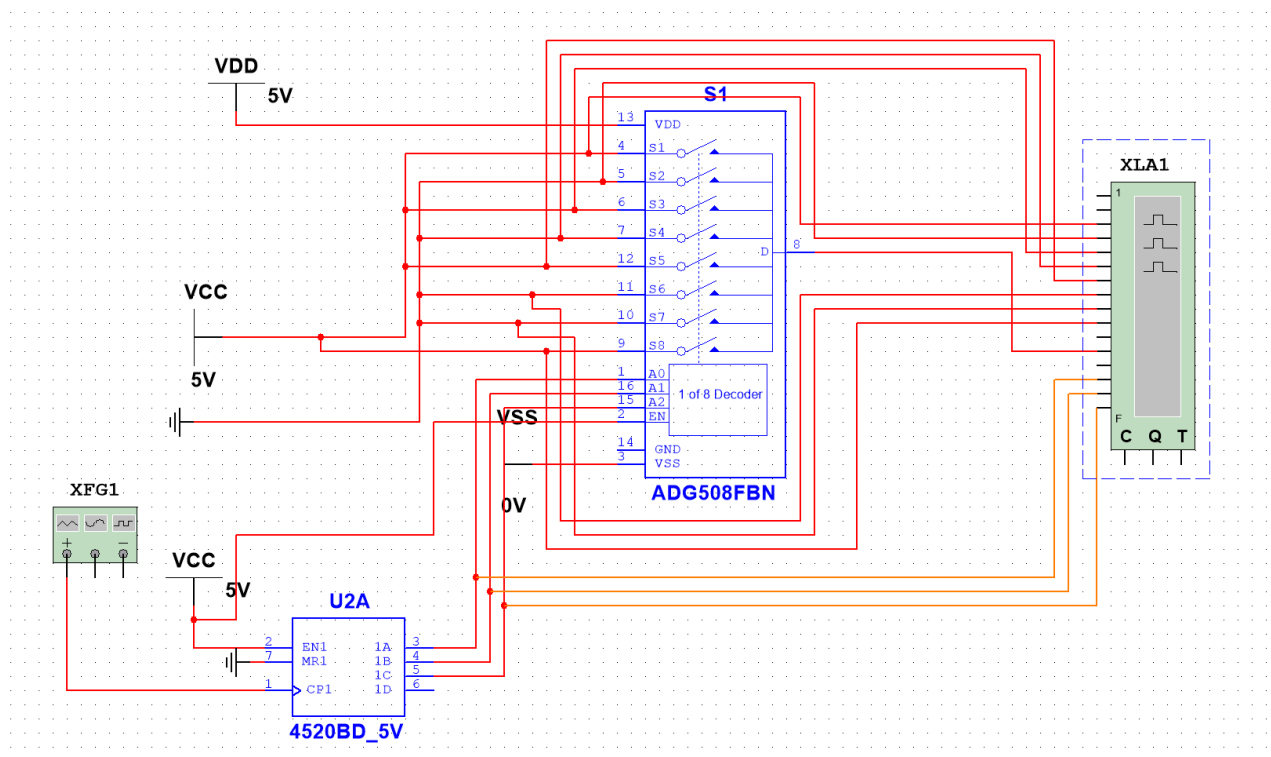 VDD
5V
S1
13 VDD
4 S1
5 S2
6 S3
7 S4
12 S5
11 S6
10 S7
9 S8
D 8
1 A0
16 A1
15 A2
2 EN
1 of 8 Decoder
14 GND
3 VSS
ADG508FBN
VCC
5V
VSS
0V
XLA1
1
F
C Q T
XFG1
+ −
VCC
5V
U2A
2 EN1 1A 3
7 MR1 1B 4
1C 5
1 CP1 1D 6
4520BD_5V